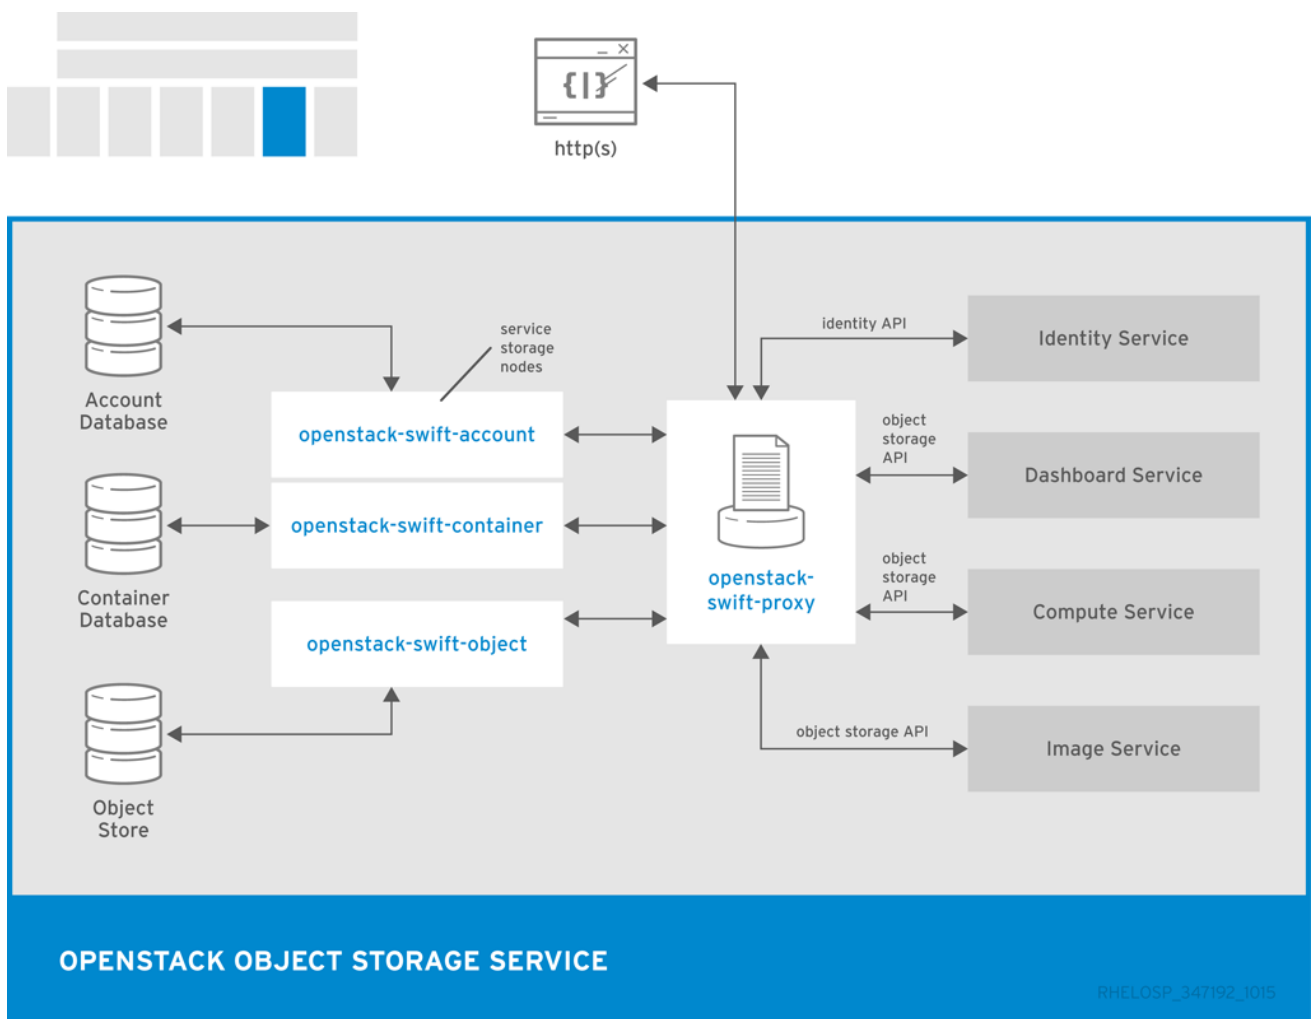 {|}
http(s)
Account
Database
service
storage
nodes
identity API
Identity Service
openstack-swift-account
object
storage
API
Dashboard Service
Container
Database
openstack-swift-container
openstack-
swift-proxy
object
storage
API
Compute Service
openstack-swift-object
Object
Store
object storage API
Image Service
OPENSTACK OBJECT STORAGE SERVICE
RHELOSP_347192_1015